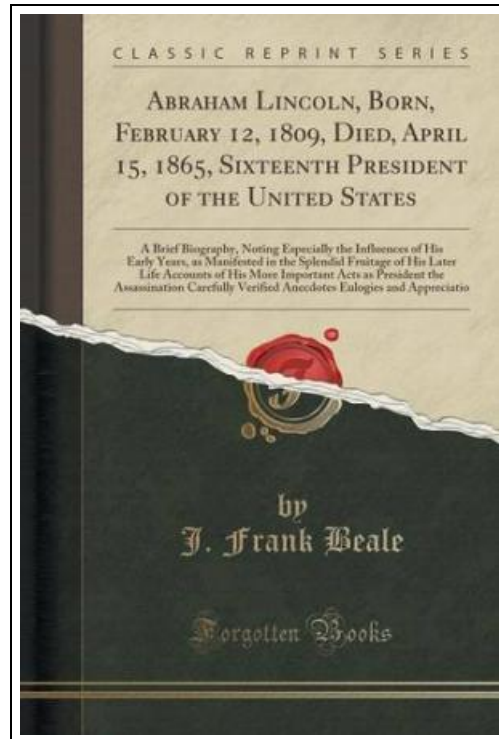 CLASSIC REPRINT SERIES
ABRAHAM LINCOLN, BORN,
FEBRUARY 12, 1809, DIED, APRIL
15, 1865, SIXTEENTH PRESIDENT
OF THE UNITED STATES
A Brief Biography, Noting Especially the Influences of His
Early Years, as Manifested in the Splendid Fruitage of His Later
Life Accounts of His More Important Acts as President the
Assassination Carefully Verified Anecdotes Eulogies and Appreciatio
by
J. Frank Beale
Forgotten Books